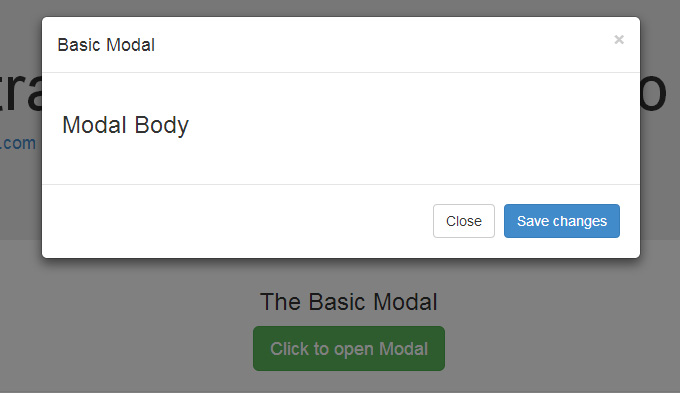 Basic Modal ×
tra o
.com
Modal Body
Close Save changes
The Basic Modal
Click to open Modal